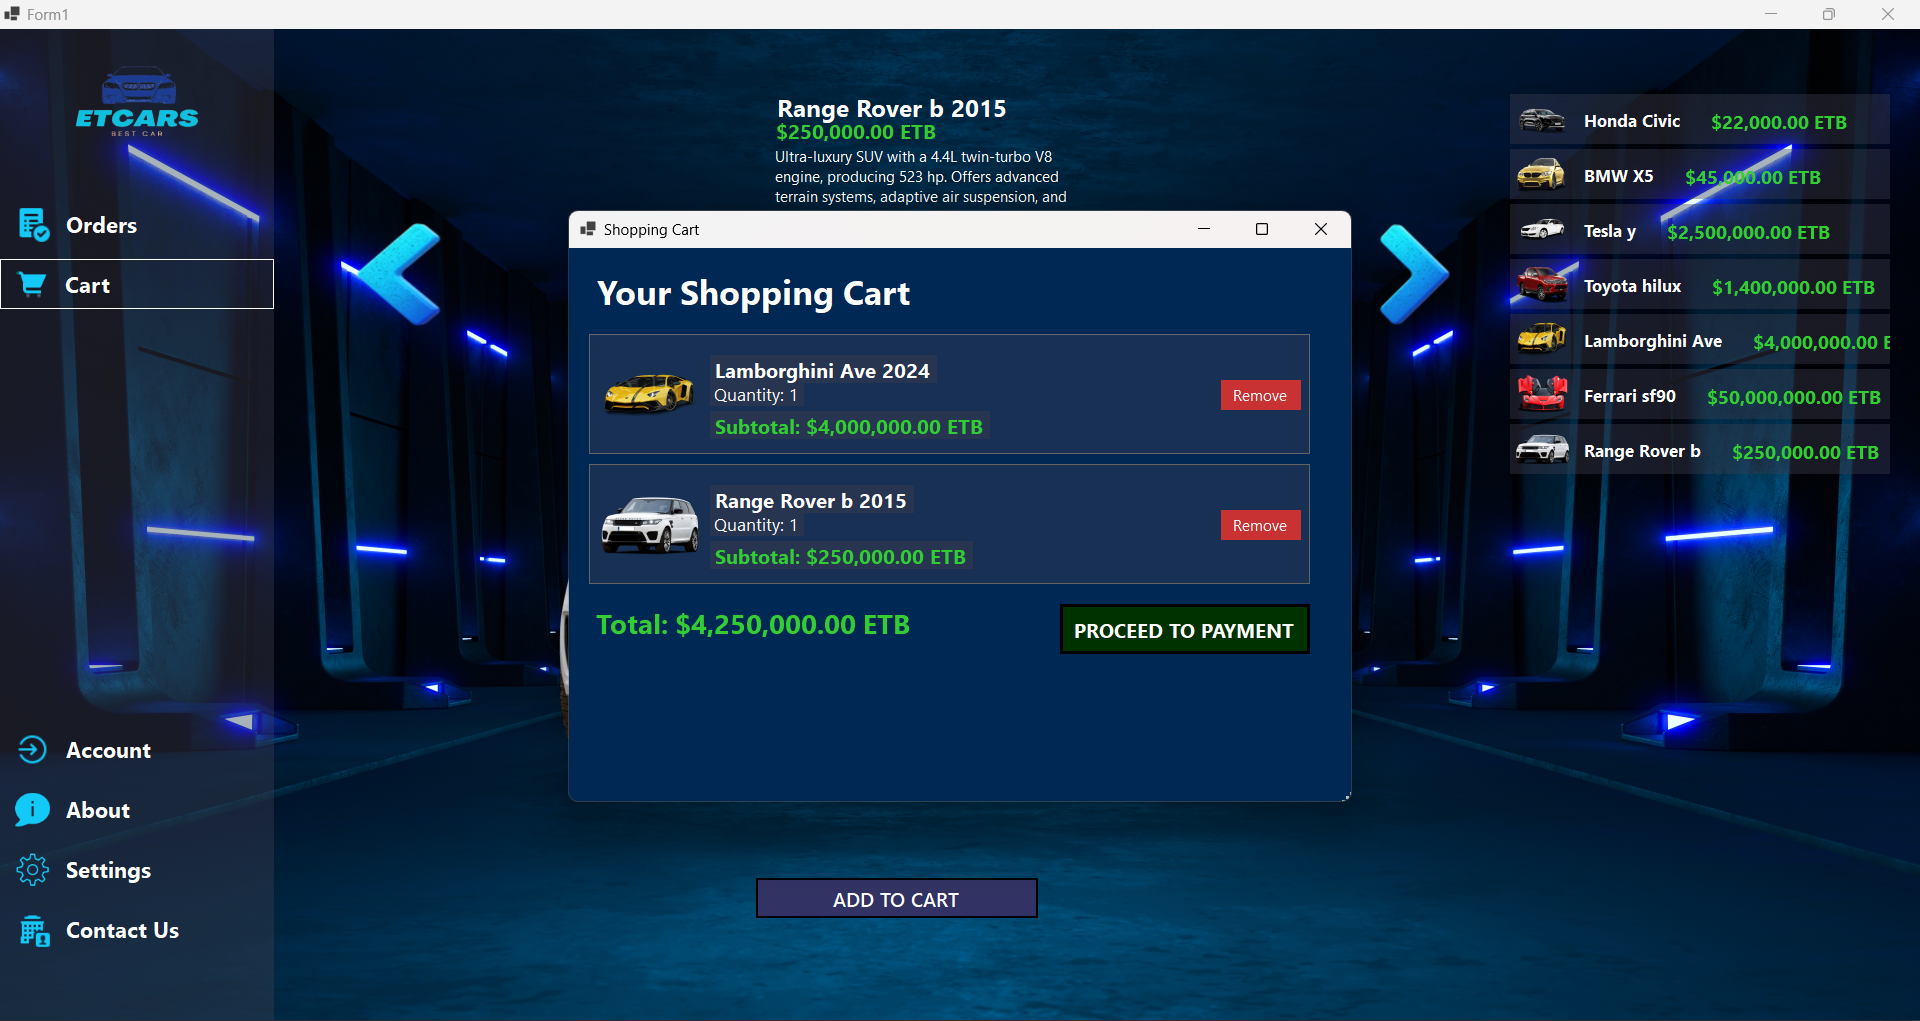 Form1
ETCARS
BEST CAR
Orders
Cart
Account
About
Settings
Contact Us
Range Rover b 2015
$250,000.00 ETB
Ultra-luxury SUV with a 4.4L twin-turbo V8
engine, producing 523 hp. Offers advanced
terrain systems, adaptive air suspension, and
Shopping Cart
Your Shopping Cart
Lamborghini Ave 2024
Quantity: 1
Subtotal: $4,000,000.00 ETB
Remove
Range Rover b 2015
Quantity: 1
Subtotal: $250,000.00 ETB
Remove
Total: $4,250,000.00 ETB
PROCEED TO PAYMENT
ADD TO CART
Honda Civic $22,000.00 ETB
BMW X5 $45,000.00 ETB
Tesla y $2,500,000.00 ETB
Toyota hilux $1,400,000.00 ETB
Lamborghini Ave $4,000,000.00 E
Ferrari sf90 $50,000,000.00 ETB
Range Rover b $250,000.00 ETB